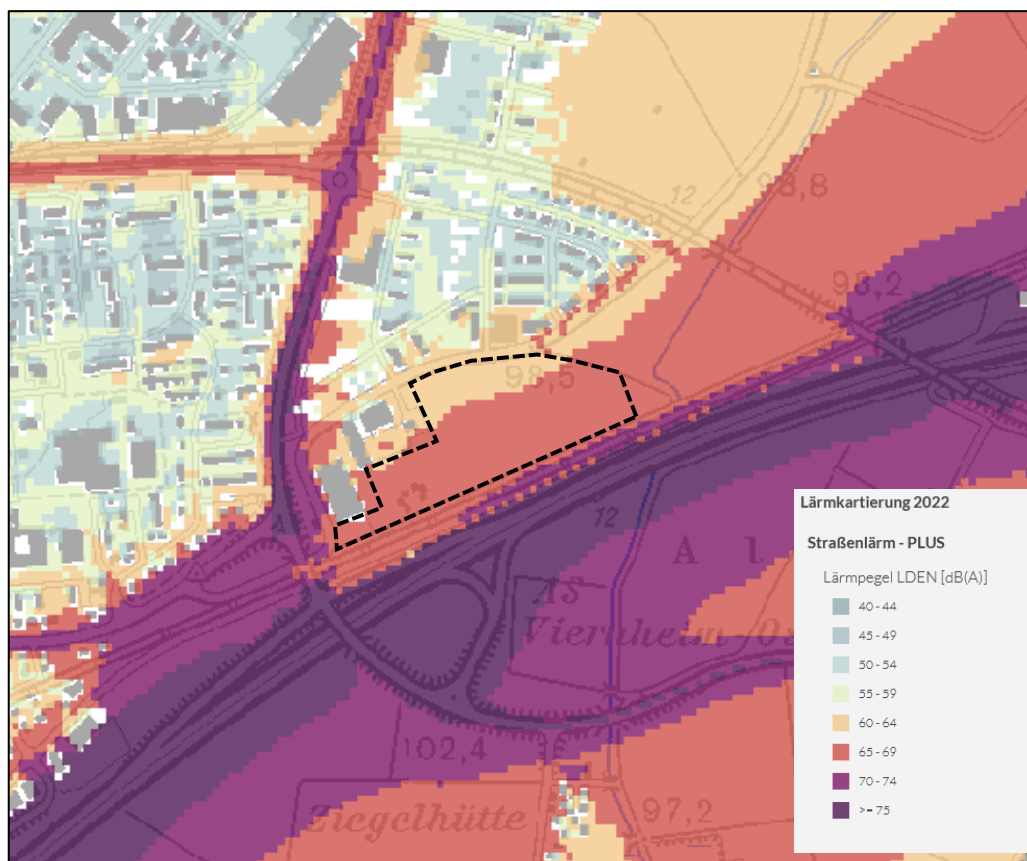 12
98,8
98,2
98,5
12
A l
AS
Viernheim O
102,4
Ziegelhütte
97,2
Lärmkartierung 2022
Straßenlärm - PLUS
Lärmpegel LDEN [dB(A)]
40 - 44
45 - 49
50 - 54
55 - 59
60 - 64
65 - 69
70 - 74
>= 75